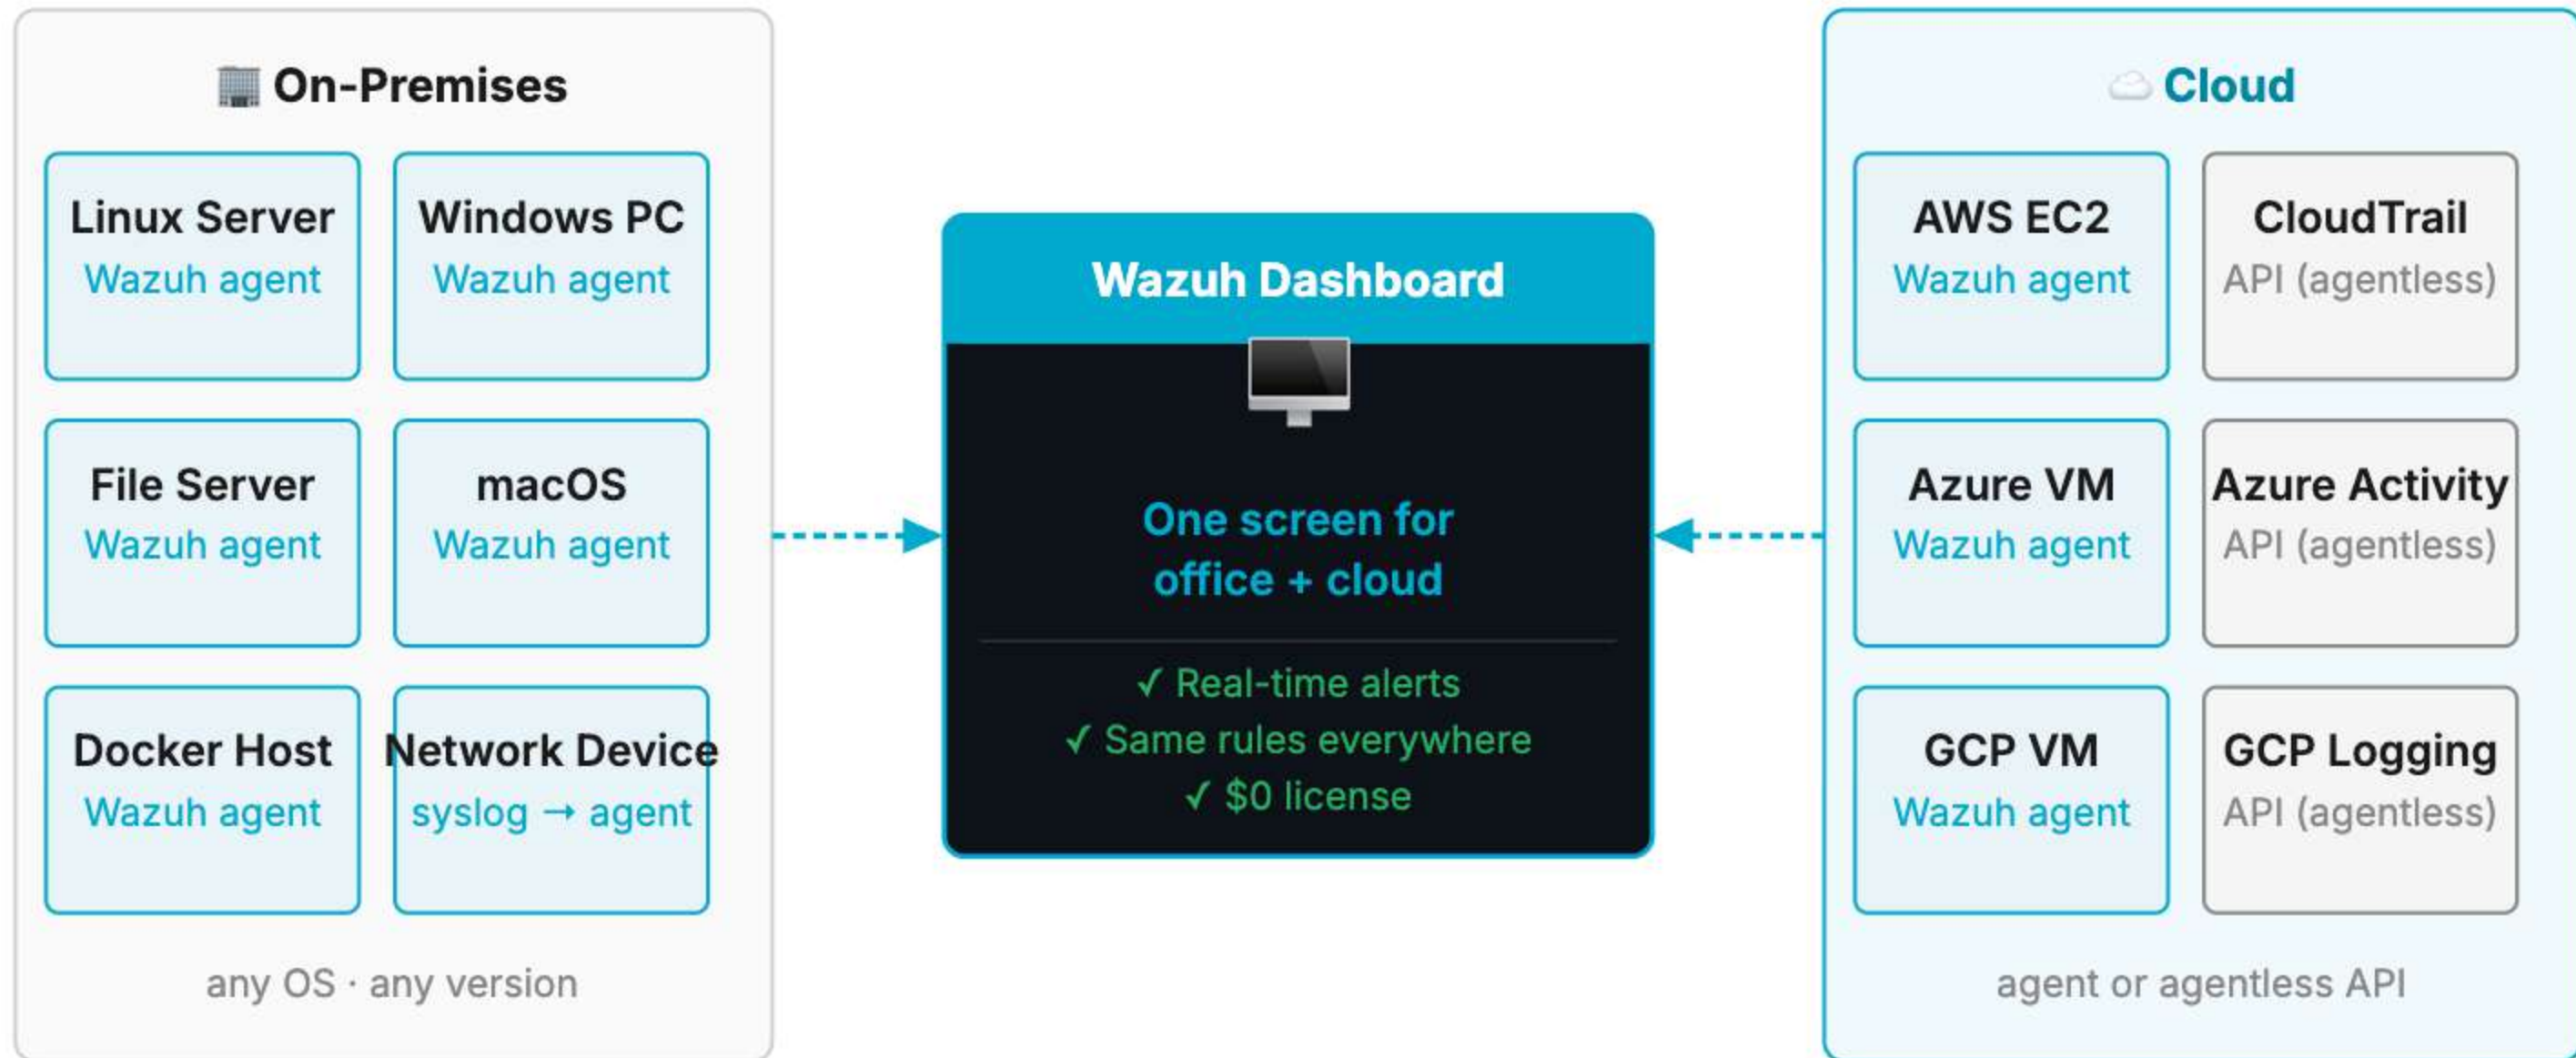 🏢 On-Premises
Linux Server
Wazuh agent
Windows PC
Wazuh agent
File Server
Wazuh agent
macOS
Wazuh agent
Docker Host
Wazuh agent
Network Device
syslog → agent
any OS · any version
Wazuh Dashboard
One screen for
office + cloud
✓ Real-time alerts
✓ Same rules everywhere
✓ $0 license
☁️ Cloud
AWS EC2
Wazuh agent
CloudTrail
API (agentless)
Azure VM
Wazuh agent
Azure Activity
API (agentless)
GCP VM
Wazuh agent
GCP Logging
API (agentless)
agent or agentless API